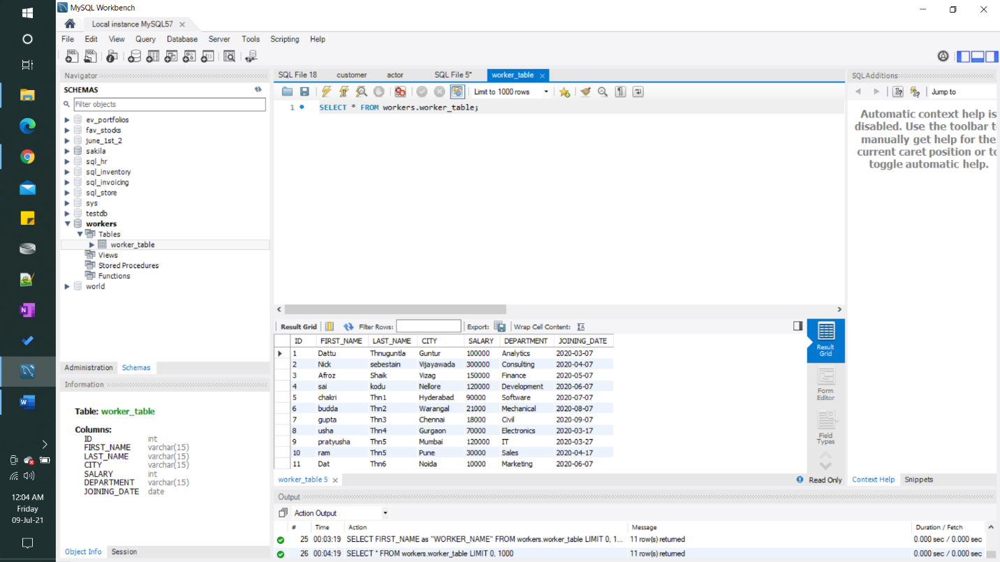 MySQL Workbench
Local instance MySQL57
File Edit View Query Database Server Tools Scripting Help
Navigator
SCHEMAS
Filter objects
ev_portfolios
fav_stocks
june_1st_2
sakila
sql_hr
sql_inventory
sql_invoicing
sql_store
sys
testdb
workers
Tables
worker_table
Views
Stored Procedures
Functions
world
Administration Schemas
Information
Table: worker_table
Columns:
ID int
FIRST_NAME varchar(15)
LAST_NAME varchar(15)
CITY varchar(15)
SALARY int
DEPARTMENT varchar(15)
JOINING_DATE date
Object Info Session
SQL File 18 customer actor SQL File 5* worker_table
Limit to 1000 rows
1 SELECT * FROM workers.worker_table;
Result Grid Filter Rows: Export: Wrap Cell Content:
ID FIRST_NAME LAST_NAME CITY SALARY DEPARTMENT JOINING_DATE
1 Dattu Thnuguntla Guntur 100000 Analytics 2020-03-07
2 Nick sebestain Vijayawada 300000 Consulting 2020-04-07
3 Afroz Shaik Vizag 150000 Finance 2020-05-07
4 sai kodu Nellore 120000 Development 2020-06-07
5 chakri Thn1 Hyderabad 90000 Software 2020-07-07
6 budda Thn2 Warangal 21000 Mechanical 2020-08-07
7 gupta Thn3 Chennai 18000 Civil 2020-09-07
8 usha Thn4 Gurgaon 70000 Electronics 2020-03-17
9 pratyusha Thn5 Mumbai 120000 IT 2020-03-27
10 ram Thn5 Pune 30000 Sales 2020-04-17
11 Dat Thn6 Noida 10000 Marketing 2020-06-07
Result
Grid
Form
Editor
Field
Types
worker_table 5 Read Only
Output
Action Output
# Time Action Message Duration / Fetch
25 00:03:19 SELECT FIRST_NAME as "WORKER_NAME" FROM workers.worker_table LIMIT 0, 1... 11 row(s) returned 0.000 sec / 0.000 sec
26 00:04:19 SELECT * FROM workers.worker_table LIMIT 0, 1000 11 row(s) returned 0.000 sec / 0.000 sec
SQLAdditions
Jump to
Automatic context help is
disabled. Use the toolbar t
manually get help for the
current caret position or to
toggle automatic help.
Context Help Snippets
12:04 AM
Friday
09-Jul-21